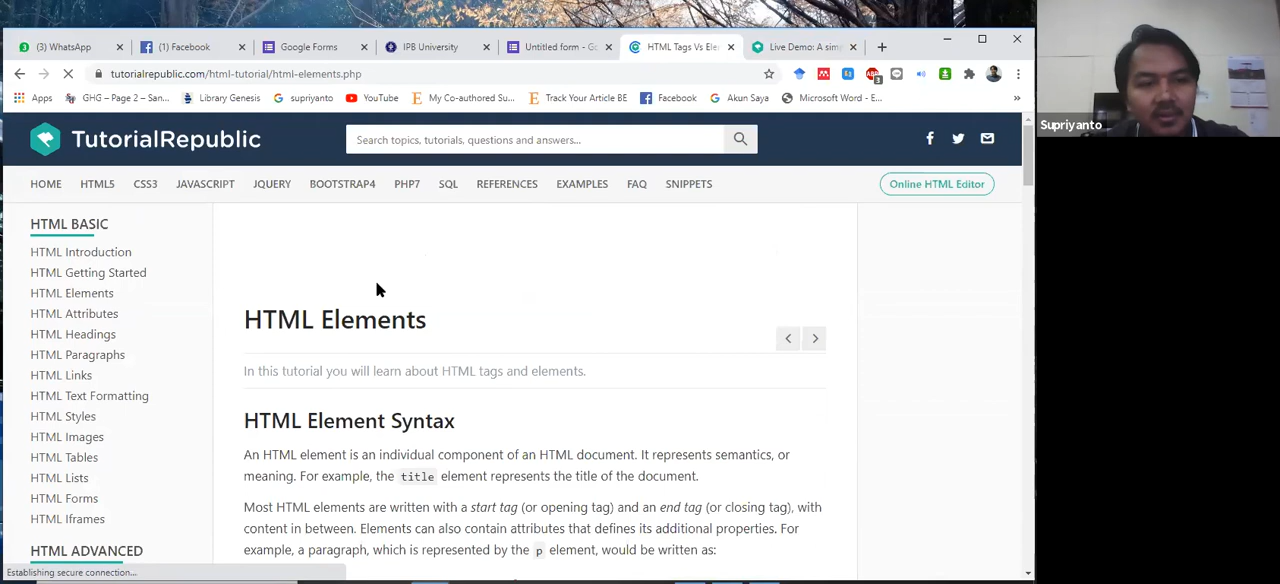 (3) WhatsApp
(1) Facebook
Google Forms
IPB University
Untitled form - Go
HTML Tags Vs Ele
Live Demo: A sim
tutorialrepublic.com/html-tutorial/html-elements.php
Apps
GHG – Page 2 – San...
Library Genesis
supriyanto
YouTube
My Co-authored Su...
Track Your Article BE
Facebook
Akun Saya
Microsoft Word - E...
Supriyanto
TutorialRepublic
Search topics, tutorials, questions and answers...
HOME HTML5 CSS3 JAVASCRIPT JQUERY BOOTSTRAP4 PHP7 SQL REFERENCES EXAMPLES FAQ SNIPPETS
Online HTML Editor
HTML BASIC
HTML Introduction
HTML Getting Started
HTML Elements
HTML Attributes
HTML Headings
HTML Paragraphs
HTML Links
HTML Text Formatting
HTML Styles
HTML Images
HTML Tables
HTML Lists
HTML Forms
HTML Iframes
HTML ADVANCED
HTML Elements
In this tutorial you will learn about HTML tags and elements.
HTML Element Syntax
An HTML element is an individual component of an HTML document. It represents semantics, or
meaning. For example, the title element represents the title of the document.
Most HTML elements are written with a start tag (or opening tag) and an end tag (or closing tag), with
content in between. Elements can also contain attributes that defines its additional properties. For
example, a paragraph, which is represented by the p element, would be written as:
Establishing secure connection...